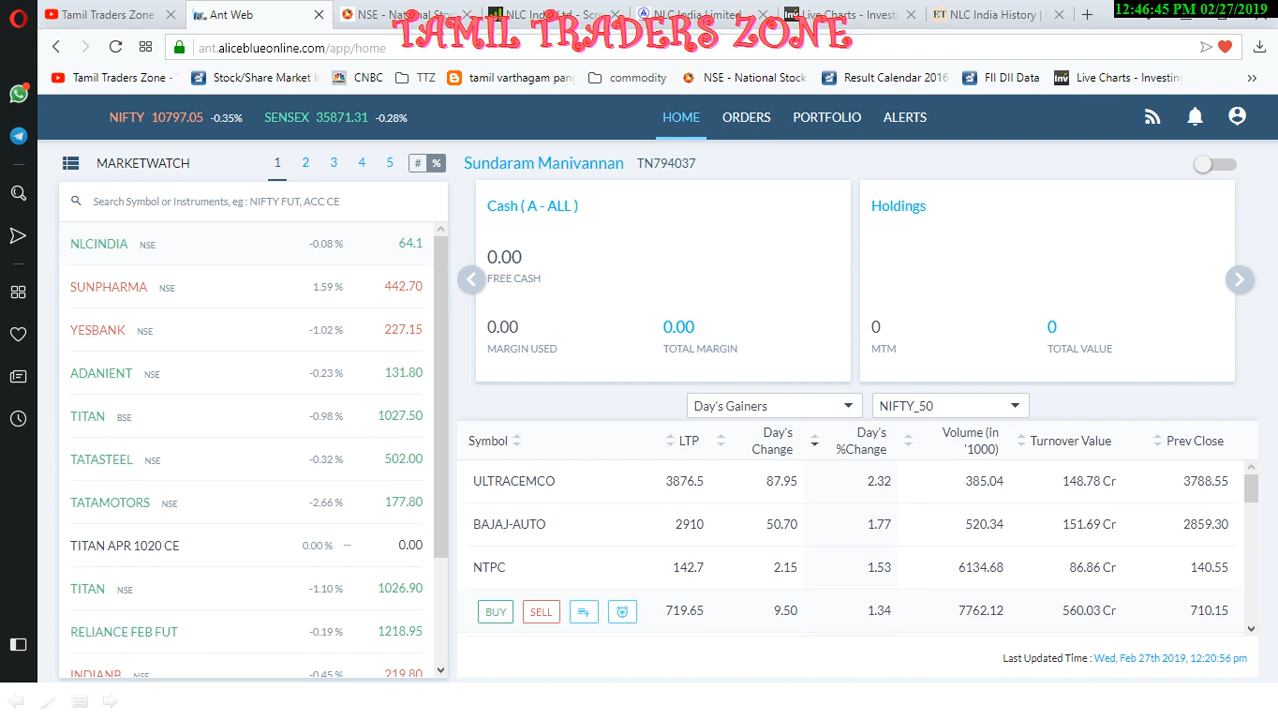 Tamil Traders Zone
Ant Web
NSE - National Sto
NLC India Ltd - Scre
NLC India Limited
Live Charts - Investi
NLC India History |
12:46:45 PM 02/27/2019
TAMIL TRADERS ZONE
ant.aliceblueonline.com/app/home
Tamil Traders Zone -
Stock/Share Market I
CNBC
TTZ
tamil varthagam pan
commodity
NSE - National Stock
Result Calendar 2016
FII DII Data
Live Charts - Investin
NIFTY 10797.05 -0.35% SENSEX 35871.31 -0.28%
HOME ORDERS PORTFOLIO ALERTS
MARKETWATCH 1 2 3 4 5 # %
Search Symbol or Instruments, eg : NIFTY FUT, ACC CE
NLCINDIA NSE -0.08 % 64.1
SUNPHARMA NSE 1.59 % 442.70
YESBANK NSE -1.02 % 227.15
ADANIENT NSE -0.23 % 131.80
TITAN BSE -0.98 % 1027.50
TATASTEEL NSE -0.32 % 502.00
TATAMOTORS NSE -2.66 % 177.80
TITAN APR 1020 CE 0.00 % -- 0.00
TITAN NSE -1.10 % 1026.90
RELIANCE FEB FUT -0.19 % 1218.95
INDIANB NSE -0.45 % 219.80
Sundaram Manivannan TN794037
Cash ( A - ALL )
0.00
FREE CASH
0.00 0.00
MARGIN USED TOTAL MARGIN
Holdings
0 0
MTM TOTAL VALUE
Day's Gainers NIFTY_50
Symbol LTP Day's Change Day's %Change Volume (in '1000) Turnover Value Prev Close
ULTRACEMCO 3876.5 87.95 2.32 385.04 148.78 Cr 3788.55
BAJAJ-AUTO 2910 50.70 1.77 520.34 151.69 Cr 2859.30
NTPC 142.7 2.15 1.53 6134.68 86.86 Cr 140.55
BUY SELL 719.65 9.50 1.34 7762.12 560.03 Cr 710.15
Last Updated Time : Wed, Feb 27th 2019, 12:20:56 pm